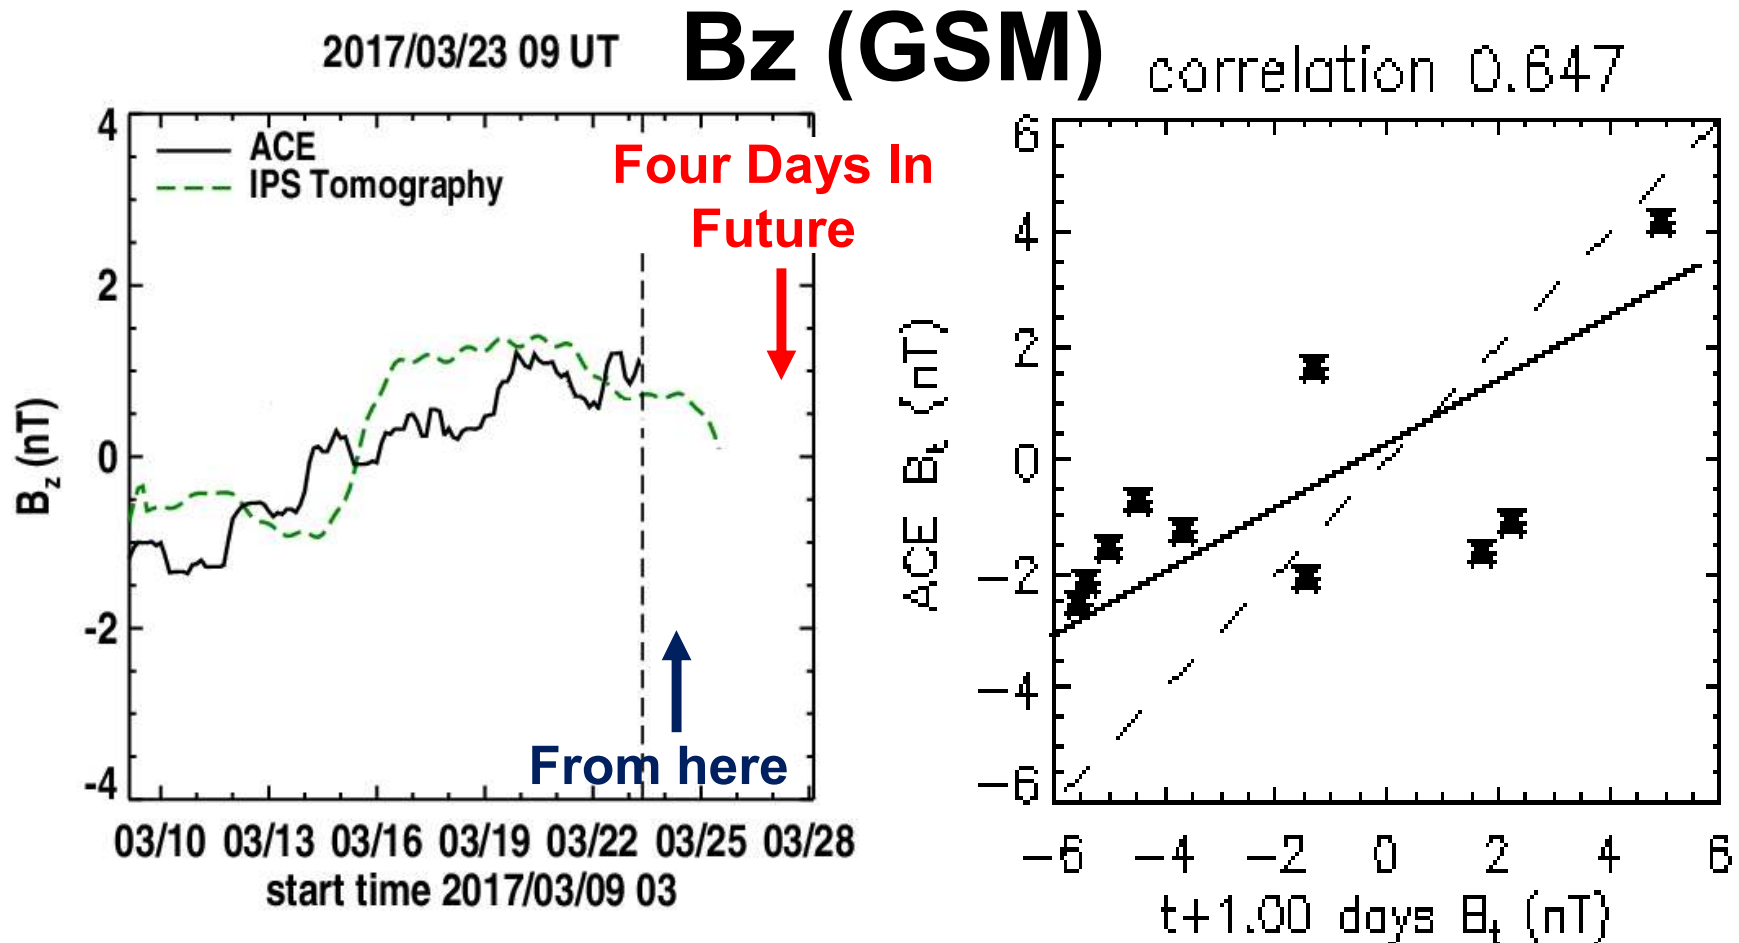 Bz (GSM)
2017/03/23 09 UT
ACE
IPS Tomography
Four Days In
Future
From here
4
2
0
-2
-4
Bz (nT)
03/10 03/13 03/16 03/19 03/22 03/25 03/28
start time 2017/03/09 03
correlation 0.647
6
4
2
0
−2
−4
−6
ACE Bt (nT)
−6 −4 −2 0 2 4 6
t+1.00 days Bt (nT)